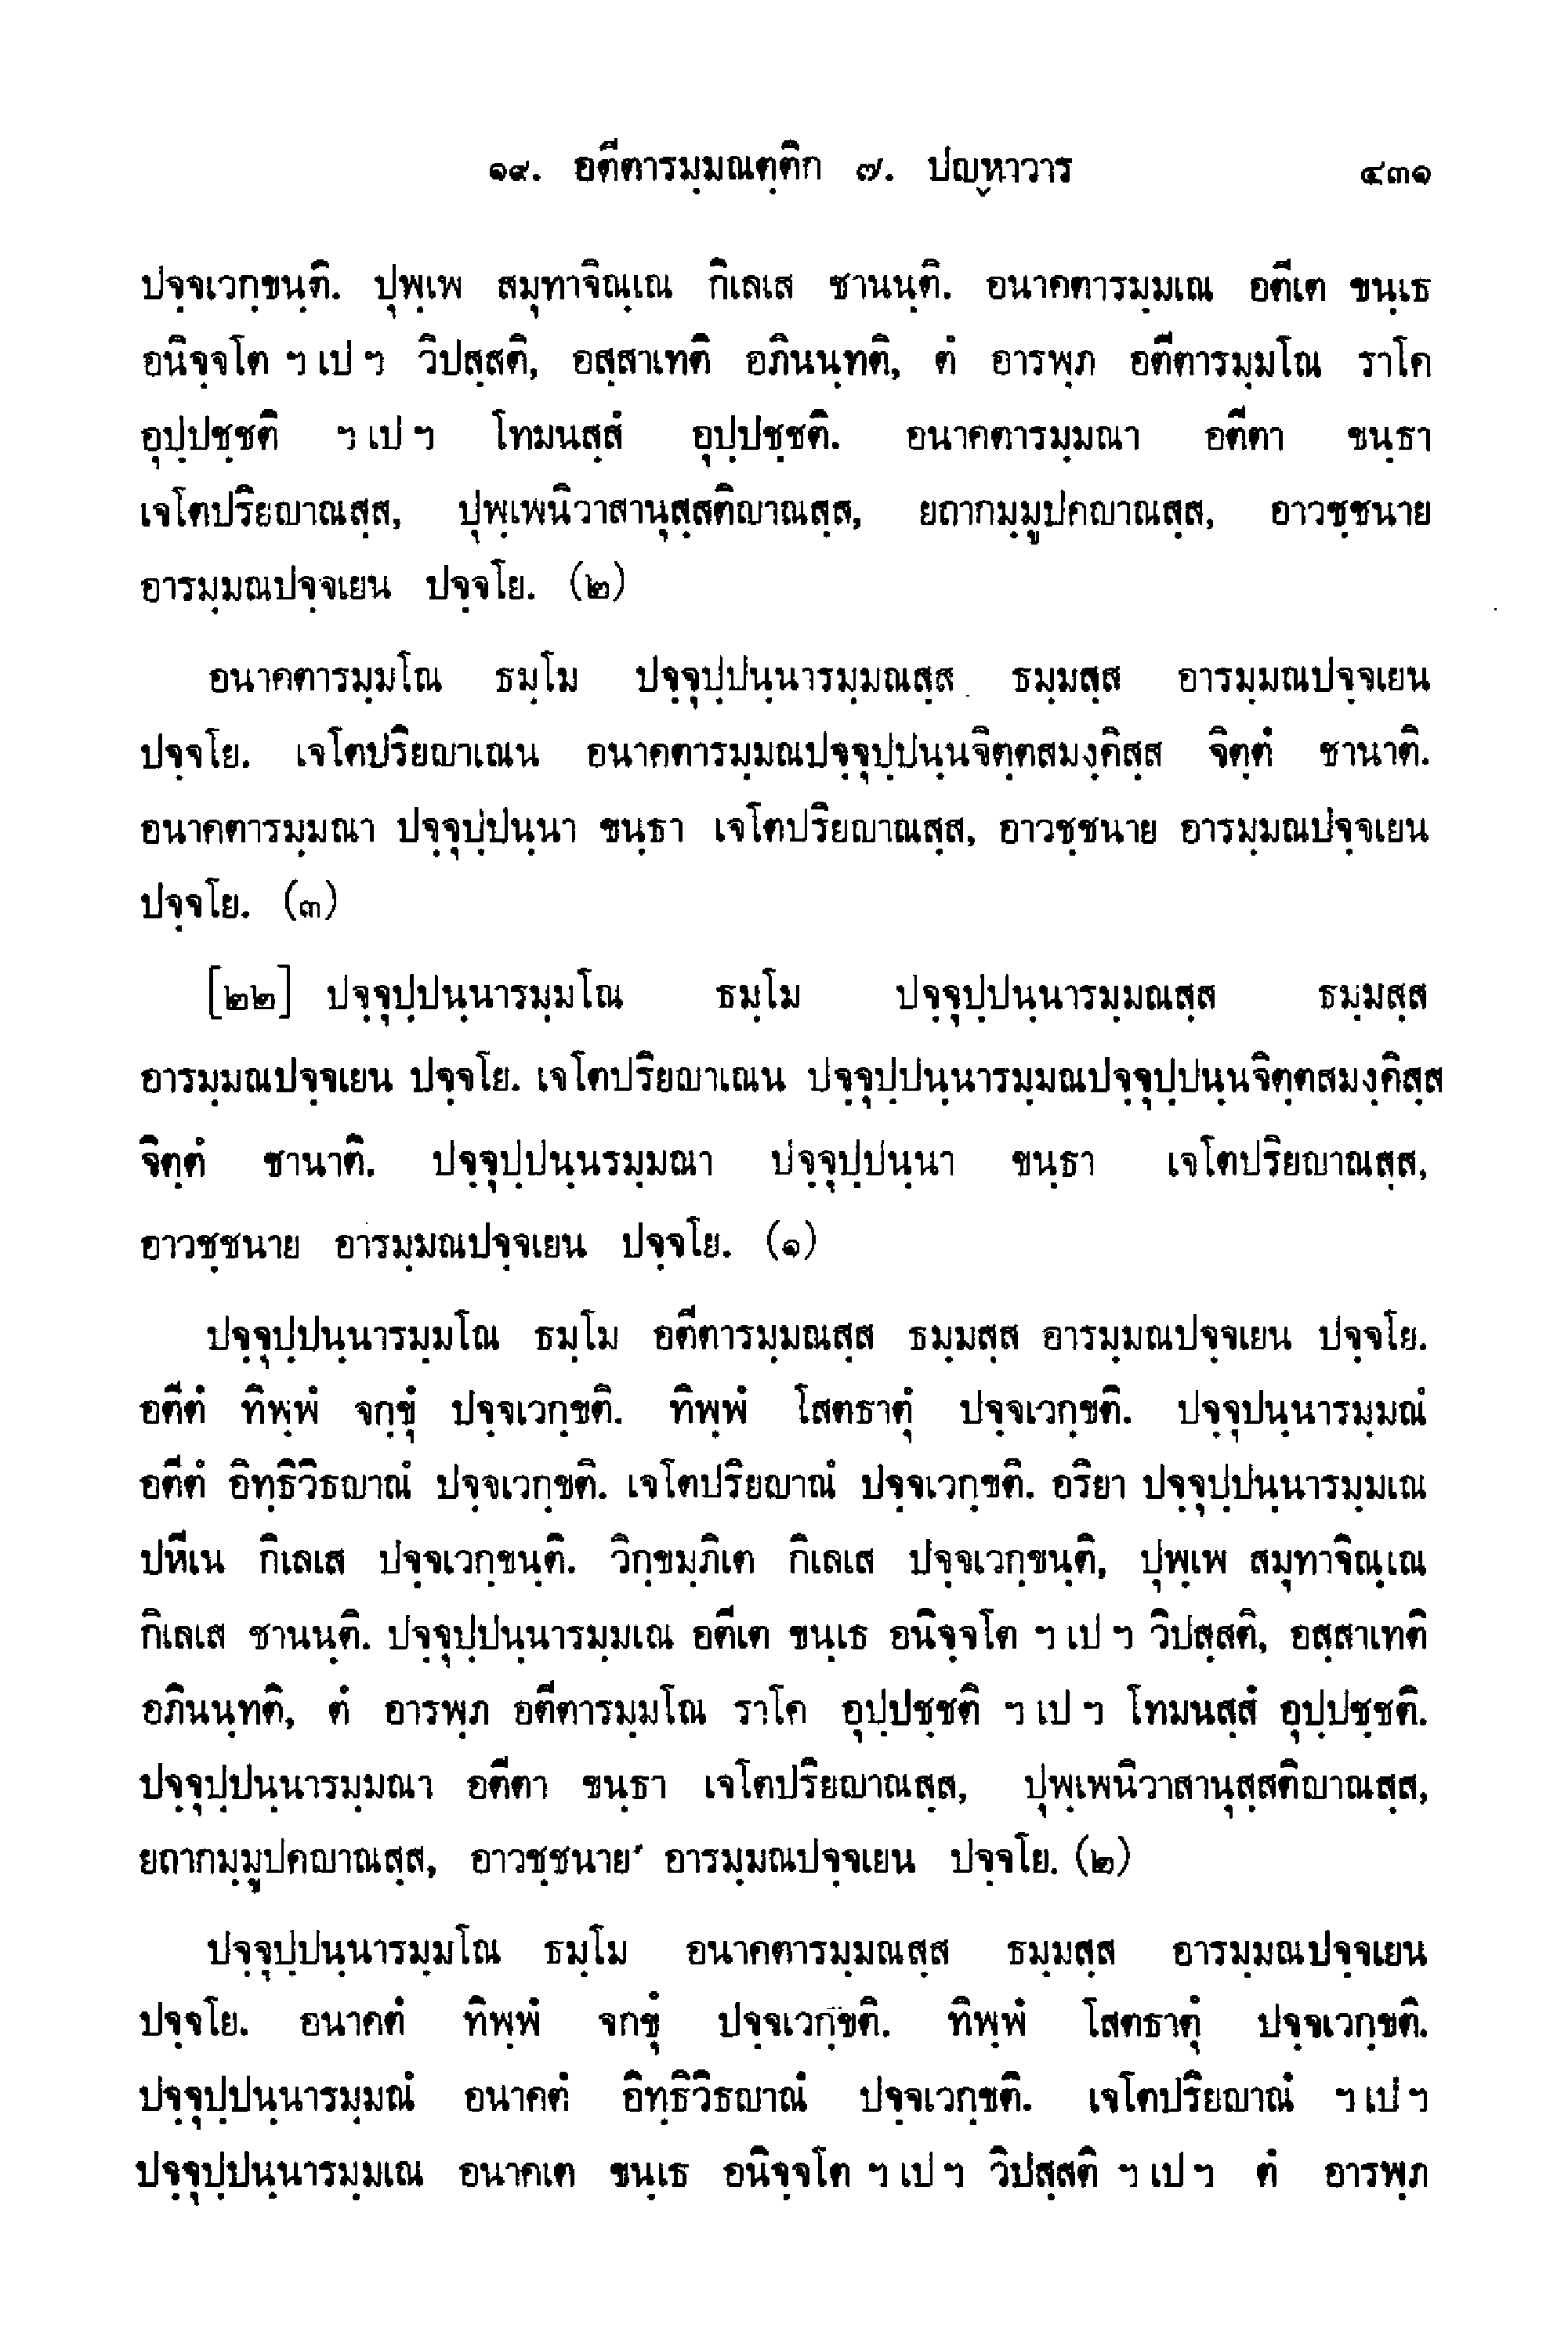 ๑๙. อตีตารมฺมณตฺติก ๗. ปญฺหาวาร ๔๓๑
ปจฺจเวกฺขนฺติ. ปุพฺเพ สมุทาจิณฺเณ กิเลเส ชานนฺติ. อนาคตารมฺมเณ อตีเต ขนฺเธ
อนิจฺจโต ฯ เป ฯ วิปสฺสติ, อสฺสาเทติ อภินนฺทติ, ตํ อารพฺภ อตีตารมฺมโณ ราโค
อุปฺปชฺชติ ฯ เป ฯ โทมนสฺสํ อุปฺปชฺชติ. อนาคตารมฺมณา อตีตา ขนฺธา
เจโตปริยญาณสฺส, ปุพฺเพนิวาสานุสฺสติญาณสฺส, ยถากมฺมูปคญาณสฺส, อาวชฺชนาย
อารมฺมณปจฺจเยน ปจฺจโย. (๒)
อนาคตารมฺมโณ ธมฺโม ปจฺจุปฺปนฺนารมฺมณสฺส ธมฺมสฺส อารมฺมณปจฺจเยน
ปจฺจโย. เจโตปริยญาเณน อนาคตารมฺมณปจฺจุปฺปนฺนจิตฺตสมงฺคิสฺส จิตฺตํ ชานาติ.
อนาคตารมฺมณา ปจฺจุปฺปนฺนา ขนฺธา เจโตปริยญาณสฺส, อาวชฺชนาย อารมฺมณปจฺจเยน
ปจฺจโย. (๓)
[๒๒] ปจฺจุปฺปนฺนารมฺมโณ ธมฺโม ปจฺจุปฺปนฺนารมฺมณสฺส ธมฺมสฺส
อารมฺมณปจฺจเยน ปจฺจโย. เจโตปริยญาเณน ปจฺจุปฺปนฺนารมฺมณปจฺจุปฺปนฺนจิตฺตสมงฺคิสฺส
จิตฺตํ ชานาติ. ปจฺจุปฺปนฺนรมฺมณา ปจฺจุปฺปนฺนา ขนฺธา เจโตปริยญาณสฺส,
อาวชฺชนาย อารมฺมณปจฺจเยน ปจฺจโย. (๑)
ปจฺจุปฺปนฺนารมฺมโณ ธมฺโม อตีตารมฺมณสฺส ธมฺมสฺส อารมฺมณปจฺจเยน ปจฺจโย.
อตีตํ ทิพฺพํ จกฺขุํ ปจฺจเวกฺขติ. ทิพฺพํ โสตธาตุํ ปจฺจเวกฺขติ. ปจฺจุปนฺนารมฺมณํ
อตีตํ อิทฺธิวิธญาณํ ปจฺจเวกฺขติ. เจโตปริยญาณํ ปจฺจเวกฺขติ. อริยา ปจฺจุปฺปนฺนารมฺมเณ
ปหีเน กิเลเส ปจฺจเวกฺขนฺติ. วิกฺขมฺภิเต กิเลเส ปจฺจเวกฺขนฺติ, ปุพฺเพ สมุทาจิณฺเณ
กิเลเส ชานนฺติ. ปจฺจุปฺปนฺนารมฺมเณ อตีเต ขนฺเธ อนิจฺจโต ฯ เป ฯ วิปสฺสติ, อสฺสาเทติ
อภินนฺทติ, ตํ อารพฺภ อตีตารมฺมโณ ราโค อุปฺปชฺชติ ฯ เป ฯ โทมนสฺสํ อุปฺปชฺชติ.
ปจฺจุปฺปนฺนารมฺมณา อตีตา ขนฺธา เจโตปริยญาณสฺส, ปุพฺเพนิวาสานุสฺสติญาณสฺส,
ยถากมฺมูปคญาณสฺส, อาวชฺชนาย อารมฺมณปจฺจเยน ปจฺจโย. (๒)
ปจฺจุปฺปนฺนารมฺมโณ ธมฺโม อนาคตารมฺมณสฺส ธมฺมสฺส อารมฺมณปจฺจเยน
ปจฺจโย. อนาคตํ ทิพฺพํ จกขุํ ปจฺจเวกฺขติ. ทิพฺพํ โสตธาตุํ ปจฺจเวกฺขติ.
ปจฺจุปฺปนฺนารมฺมณํ อนาคตํ อิทฺธิวิธญาณํ ปจฺจเวกฺขติ. เจโตปริยญาณํ ฯ เป ฯ
ปจฺจุปฺปนฺนารมฺมเณ อนาคเต ขนฺเธ อนิจฺจโต ฯ เป ฯ วิปสฺสติ ฯ เป ฯ ตํ อารพฺภ